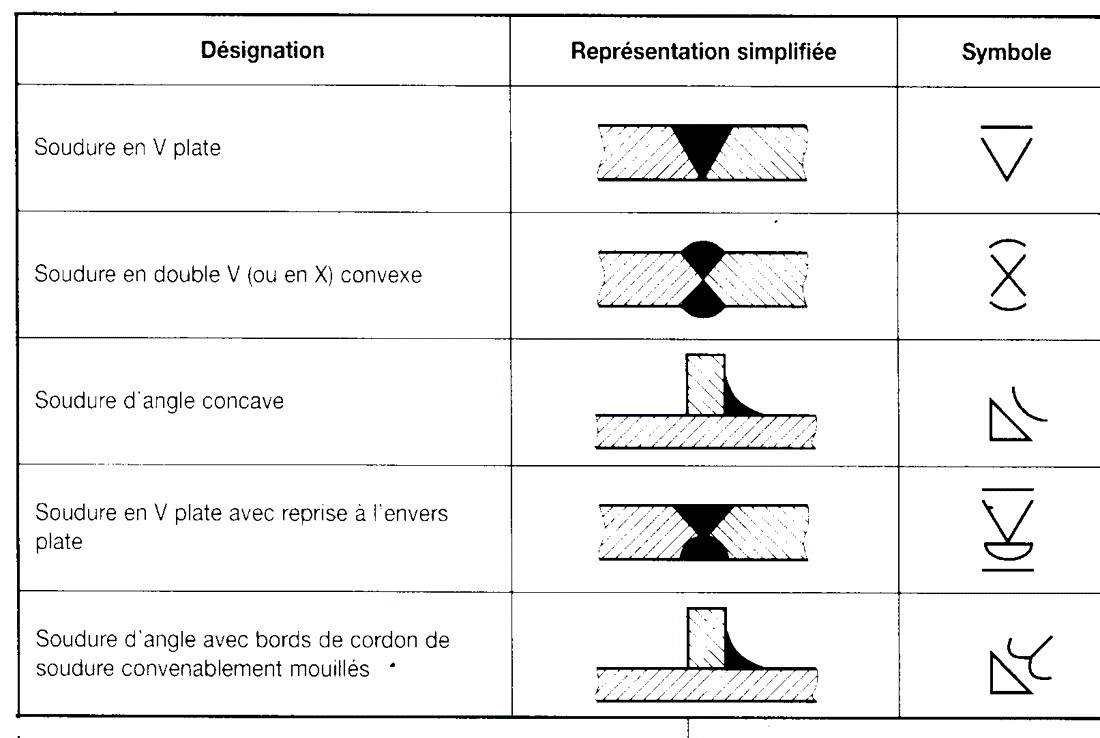 Désignation
Représentation simplifiée
Symbole
Soudure en V plate
Soudure en double V (ou en X) convexe
Soudure d'angle concave
Soudure en V plate avec reprise à l'envers
plate
Soudure d'angle avec bords de cordon de
soudure convenablement mouillés